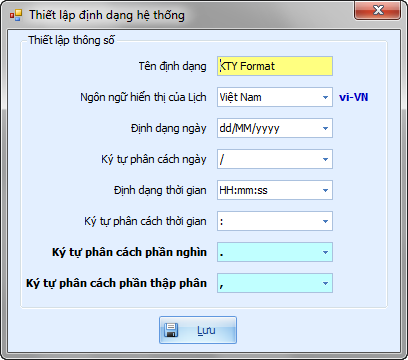 Thiết lập định dạng hệ thống
Thiết lập thông số
Tên định dạng KTY Format
Ngôn ngữ hiển thị của Lịch Việt Nam vi-VN
Định dạng ngày dd/MM/yyyy
Ký tự phân cách ngày /
Định dạng thời gian HH:mm:ss
Ký tự phân cách thời gian :
Ký tự phân cách phần nghìn .
Ký tự phân cách phần thập phân ,
Lưu